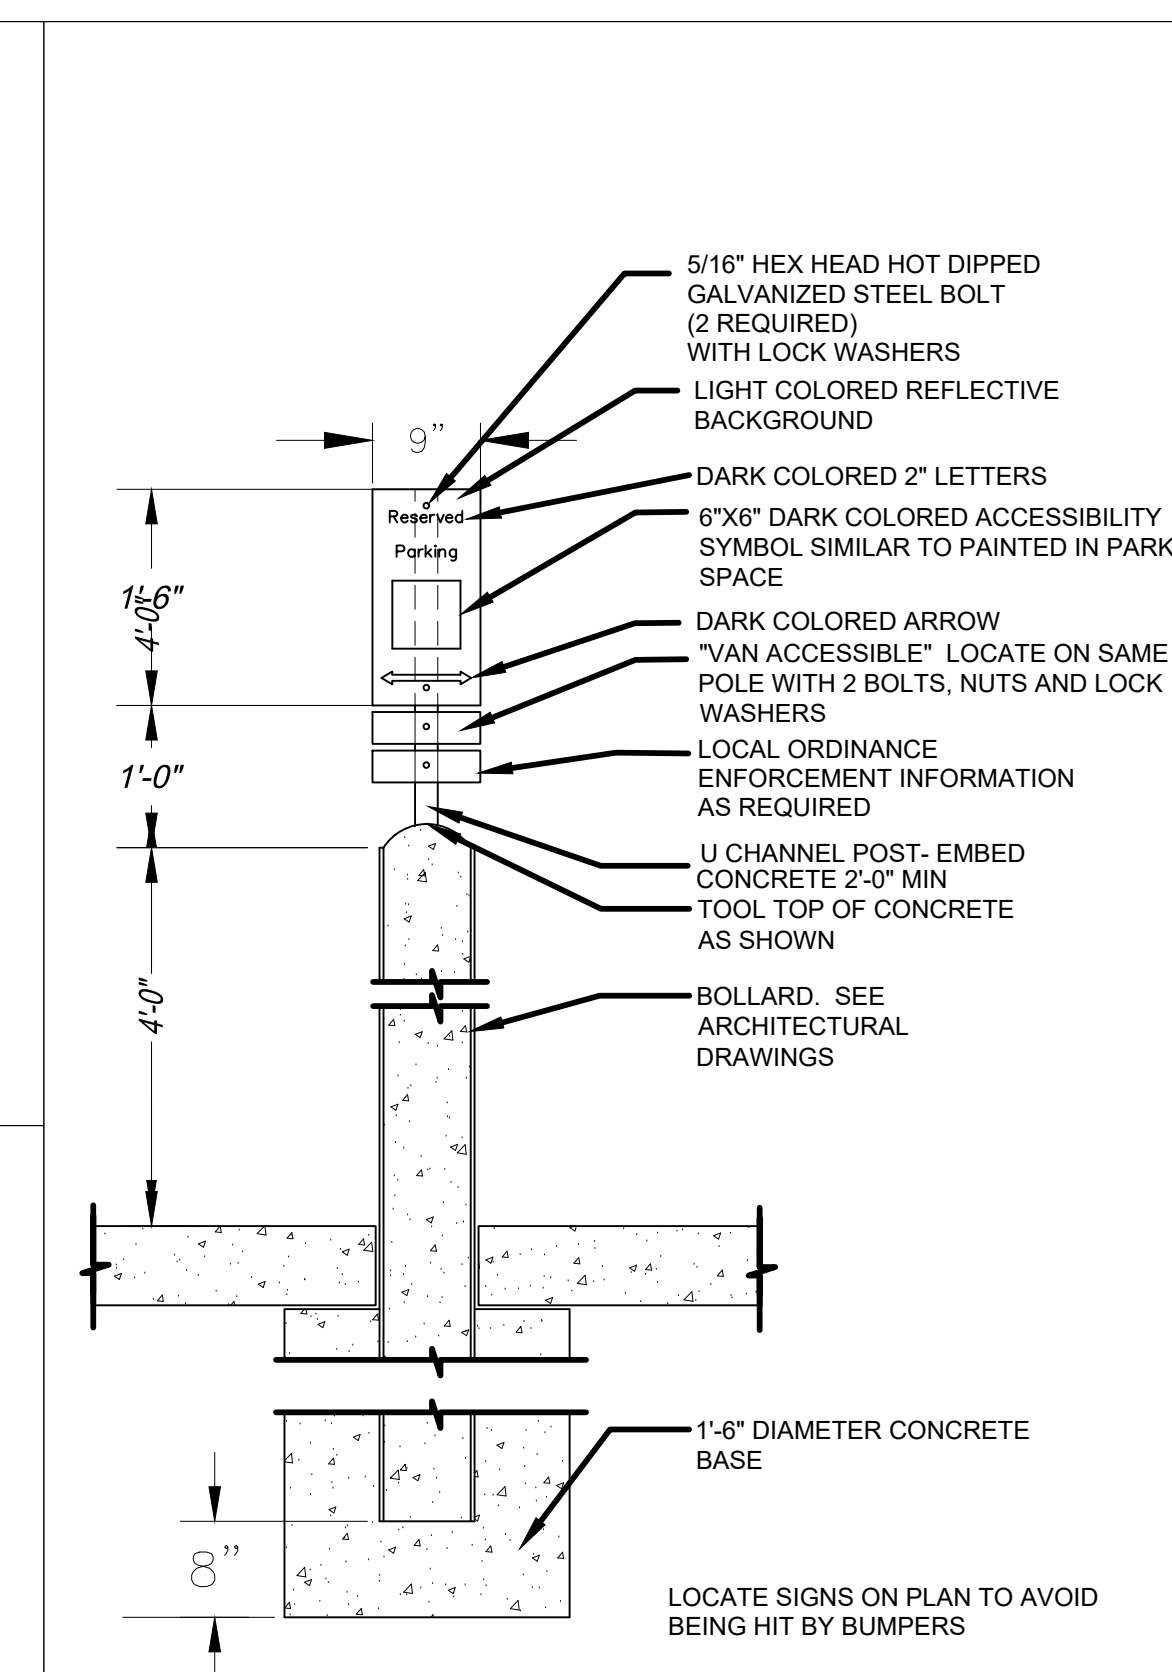 5/16" HEX HEAD HOT DIPPED
GALVANIZED STEEL BOLT
(2 REQUIRED)
WITH LOCK WASHERS
LIGHT COLORED REFLECTIVE
BACKGROUND
9”
DARK COLORED 2" LETTERS
Reserved
Parking
6"X6" DARK COLORED ACCESSIBILITY
SYMBOL SIMILAR TO PAINTED IN PARK
SPACE
1'-6"
4'-0"
DARK COLORED ARROW
"VAN ACCESSIBLE" LOCATE ON SAME
POLE WITH 2 BOLTS, NUTS AND LOCK
WASHERS
1'-0"
LOCAL ORDINANCE
ENFORCEMENT INFORMATION
AS REQUIRED
U CHANNEL POST- EMBED
CONCRETE 2'-0" MIN
TOOL TOP OF CONCRETE
AS SHOWN
4'-0"
BOLLARD. SEE
ARCHITECTURAL
DRAWINGS
1'-6" DIAMETER CONCRETE
BASE
8”
LOCATE SIGNS ON PLAN TO AVOID
BEING HIT BY BUMPERS